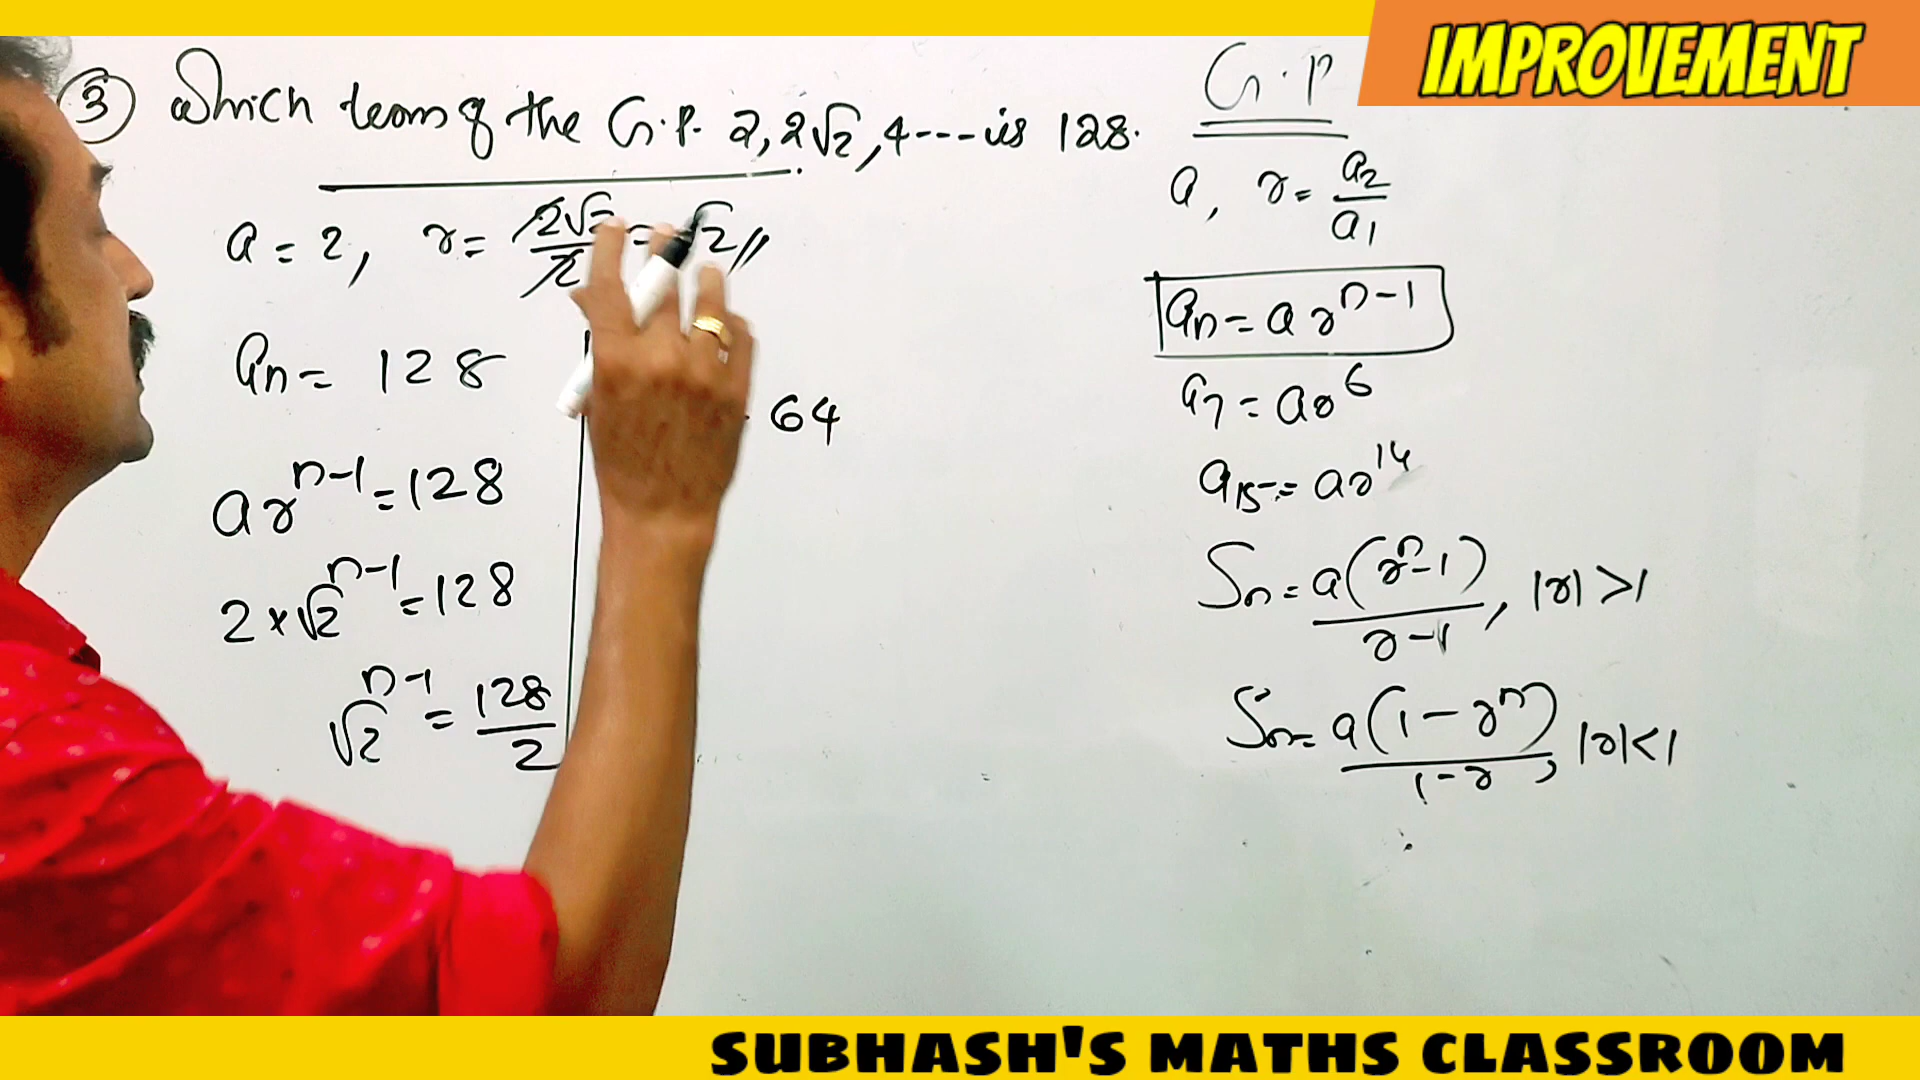 IMPROVEMENT
③ Which term of the G.P. 2, 2√2, 4--- is 128.
a = 2, r = 2√2/2 = √2 //
aₙ = 128
arⁿ⁻¹ = 128
2 × √2ⁿ⁻¹ = 128
√2ⁿ⁻¹ = 128/2
64
G.P
a, r = a₂/a₁
aₙ = a rⁿ⁻¹
a₇ = ar⁶
a₁₅ = ar¹⁴
Sₙ = a(rⁿ-1)/r-1, |r| > 1
Sₙ = a(1-rⁿ)/1-r, |r| < 1
SUBHASH'S MATHS CLASSROOM